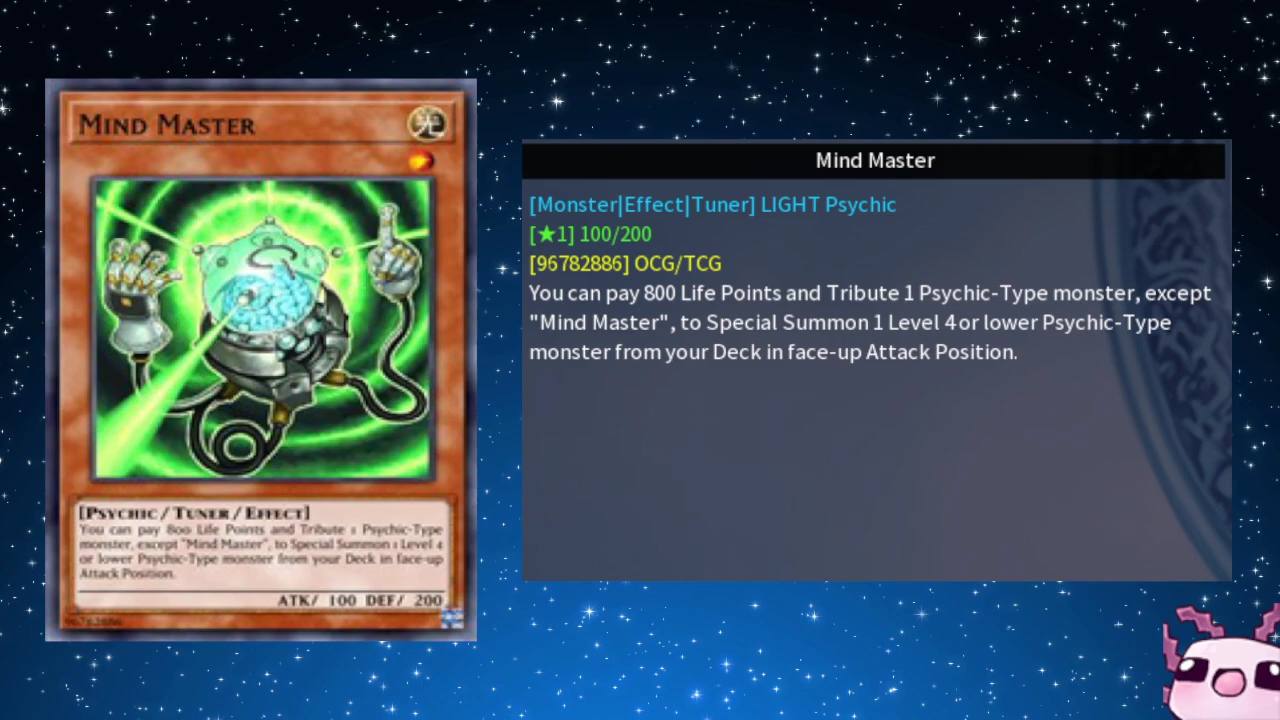 MIND MASTER
光
[PSYCHIC / TUNER / EFFECT]
You can pay 800 Life Points and Tribute 1 Psychic-Type
monster, except "Mind Master", to Special Summon 1 Level 4
or lower Psychic-Type monster from your Deck in face-up
Attack Position.
ATK/ 100 DEF/ 200
96782886
Mind Master
[Monster|Effect|Tuner] LIGHT Psychic
[★1] 100/200
[96782886] OCG/TCG
You can pay 800 Life Points and Tribute 1 Psychic-Type monster, except
"Mind Master", to Special Summon 1 Level 4 or lower Psychic-Type
monster from your Deck in face-up Attack Position.